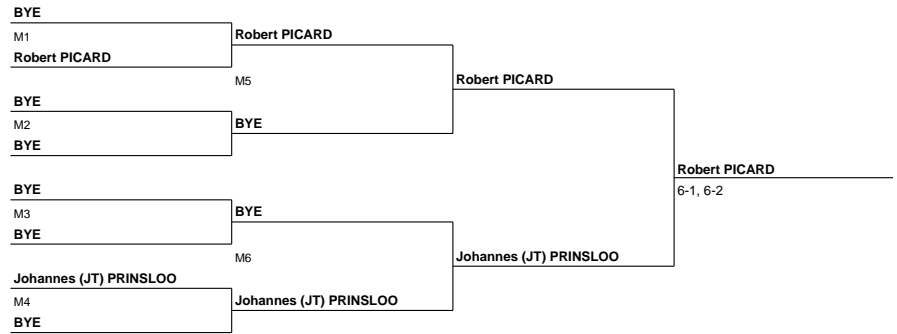 BYE
M1
Robert PICARD
Robert PICARD
M5
BYE
M2
BYE
BYE
Robert PICARD
BYE
M3
BYE
BYE
M6
Johannes (JT) PRINSLOO
M4
BYE
Johannes (JT) PRINSLOO
Johannes (JT) PRINSLOO
Robert PICARD
6-1, 6-2